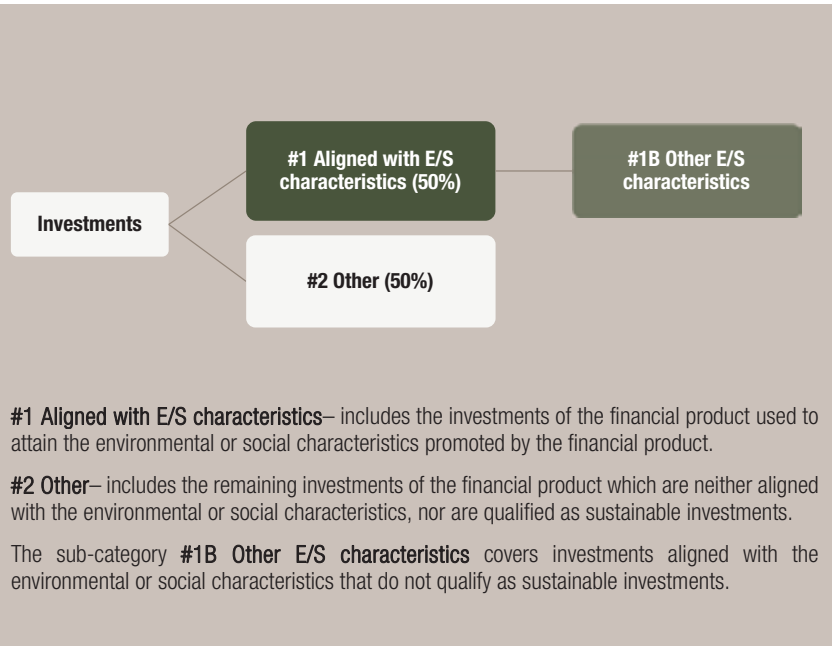 #1 Aligned with E/S
characteristics (50%)
#1B Other E/S
characteristics
Investments
#2 Other (50%)
#1 Aligned with E/S characteristics– includes the investments of the financial product used to
attain the environmental or social characteristics promoted by the financial product.
#2 Other– includes the remaining investments of the financial product which are neither aligned
with the environmental or social characteristics, nor are qualified as sustainable investments.
The sub-category #1B Other E/S characteristics covers investments aligned with the
environmental or social characteristics that do not qualify as sustainable investments.